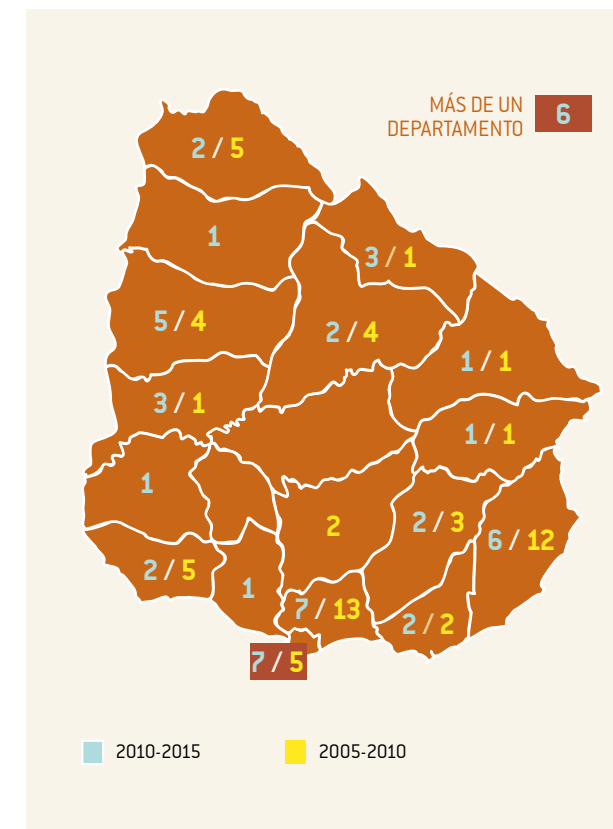 MÁS DE UN
DEPARTAMENTO
6
2 / 5
1
3 / 1
5 / 4
2 / 4
1 / 1
3 / 1
1 / 1
1
2
2 / 3
6 / 12
2 / 5
1
7 / 13
2 / 2
7 / 5
2010-2015
2005-2010